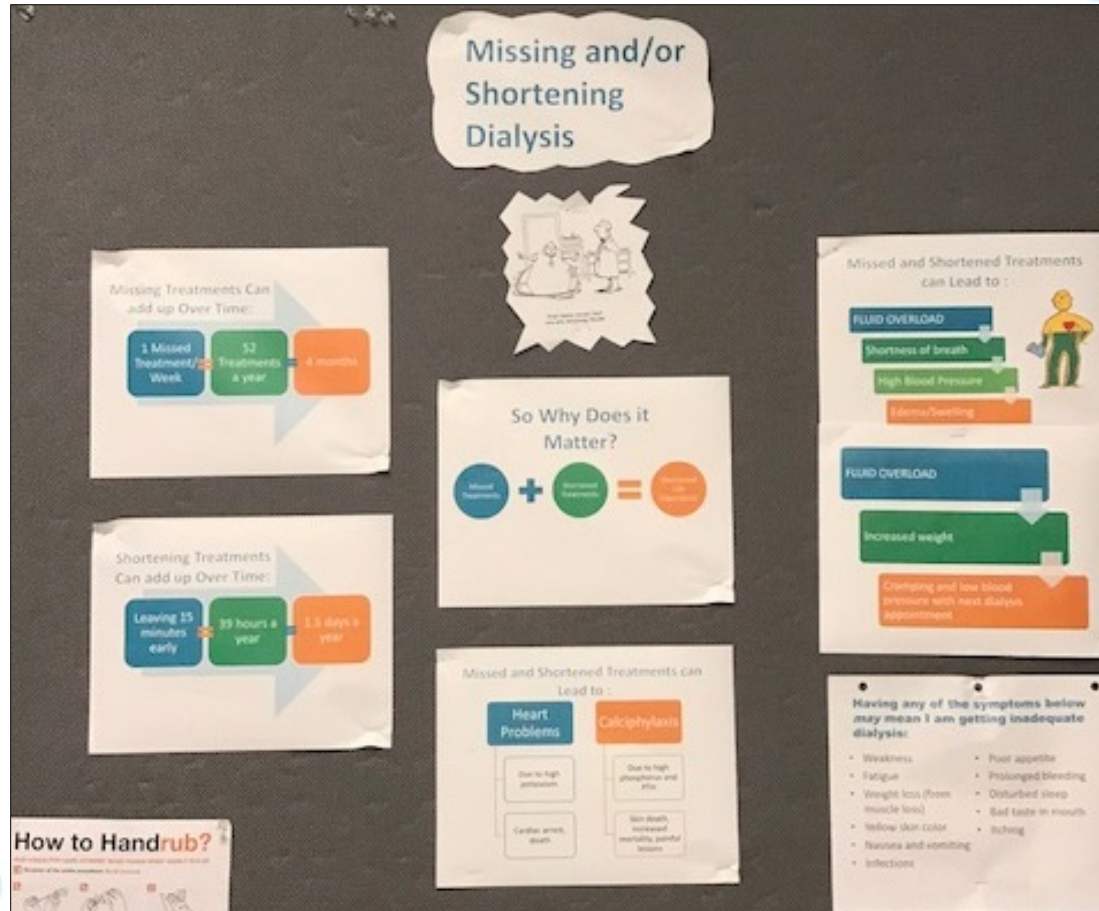 Missing and/or
Shortening
Dialysis
Missing Treatments Can
add up Over Time:
1 Missed
Treatment/
Week
=
52
Treatments
a year
=
4 months
Shortening Treatments
Can add up Over Time:
Leaving 15
minutes
early
=
39 hours a
year
=
1.5 days a
year
So Why Does it
Matter?
Missed
Treatments
+
Shortened
Treatments
=
Shortened
Life
Expectancy
Missed and Shortened Treatments can
Lead to :
Heart
Problems
Due to high
potassium
Cardiac arrest,
death
Calciphylaxis
Due to high
phosphorus and
PTH
Skin death,
increased
mortality, painful
lesions
Missed and Shortened Treatments
can Lead to :
FLUID OVERLOAD
Shortness of breath
High Blood Pressure
Edema/Swelling
FLUID OVERLOAD
Increased weight
Cramping and low blood
pressure with next dialysis
appointment
Having any of the symptoms below
may mean I am getting inadequate
dialysis:
• Weakness
• Fatigue
• Weight loss (from
muscle loss)
• Yellow skin color
• Nausea and vomiting
• Infections
• Poor appetite
• Prolonged bleeding
• Disturbed sleep
• Bad taste in mouth
• Itching
How to Handrub?